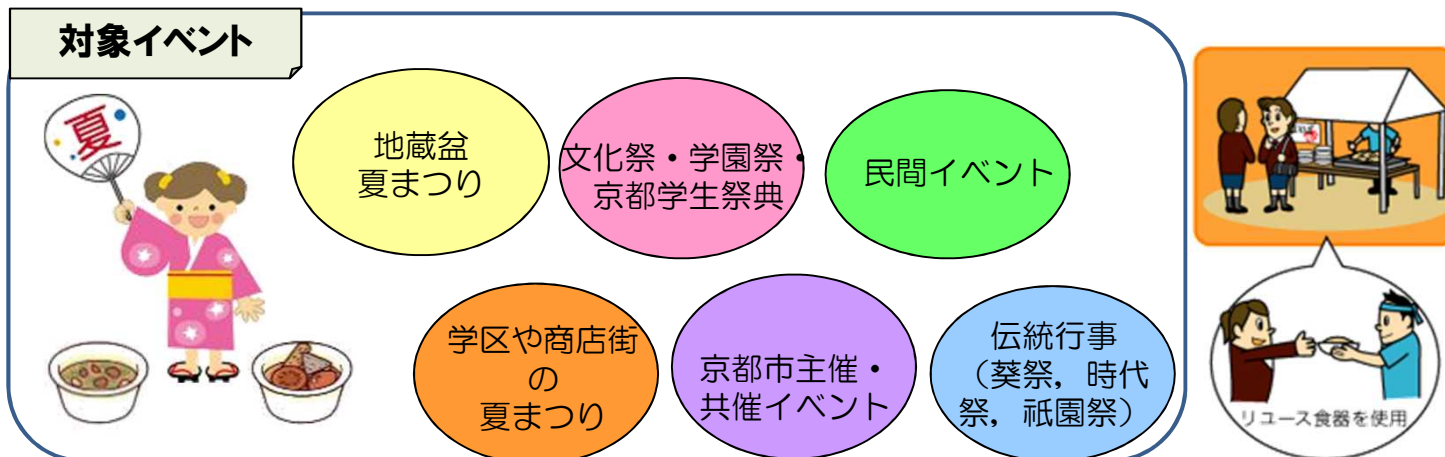 対象イベント
夏
地蔵盆
夏まつり
文化祭・学園祭・
京都学生祭典
民間イベント
学区や商店街
の
夏まつり
京都市主催・
共催イベント
伝統行事
（葵祭，時代
祭，祇園祭）
リユース食器を使用